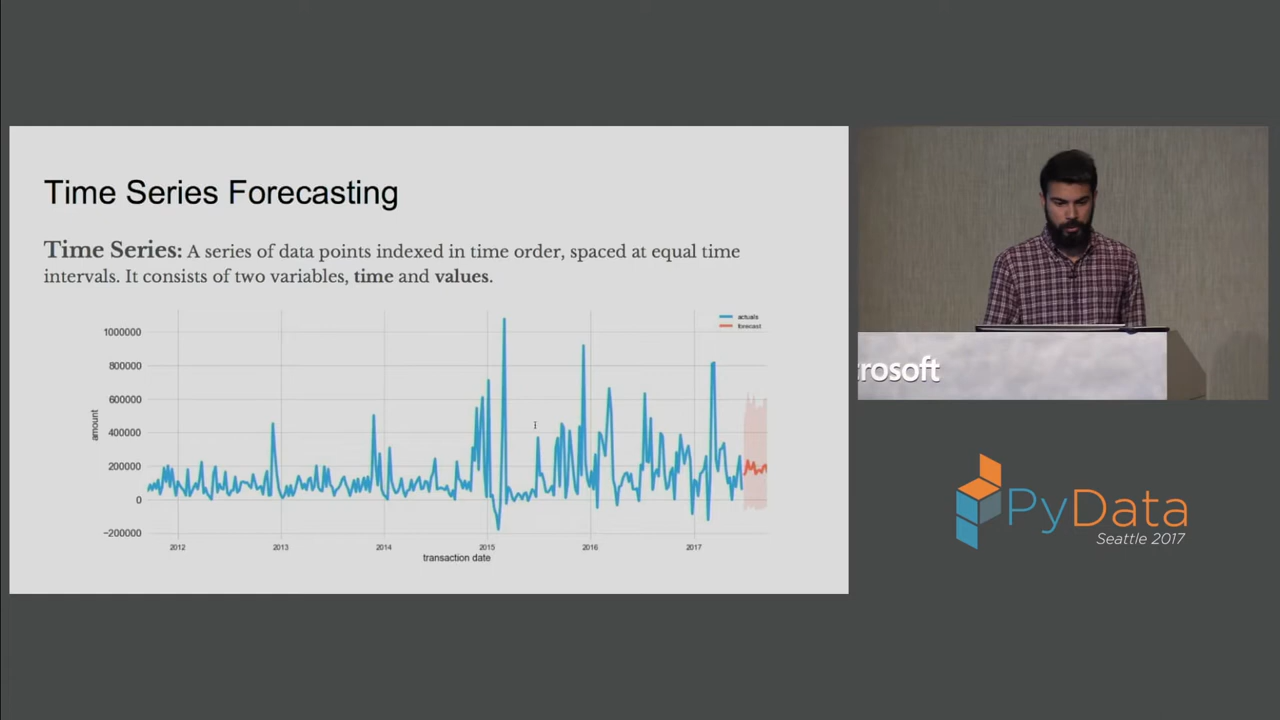 Time Series Forecasting
Time Series: A series of data points indexed in time order, spaced at equal time
intervals. It consists of two variables, time and values.
actuals
forecast
1000000
800000
600000
400000
200000
0
−200000
amount
2012 2013 2014 2015 2016 2017
transaction date
rosoft
PyData
Seattle 2017